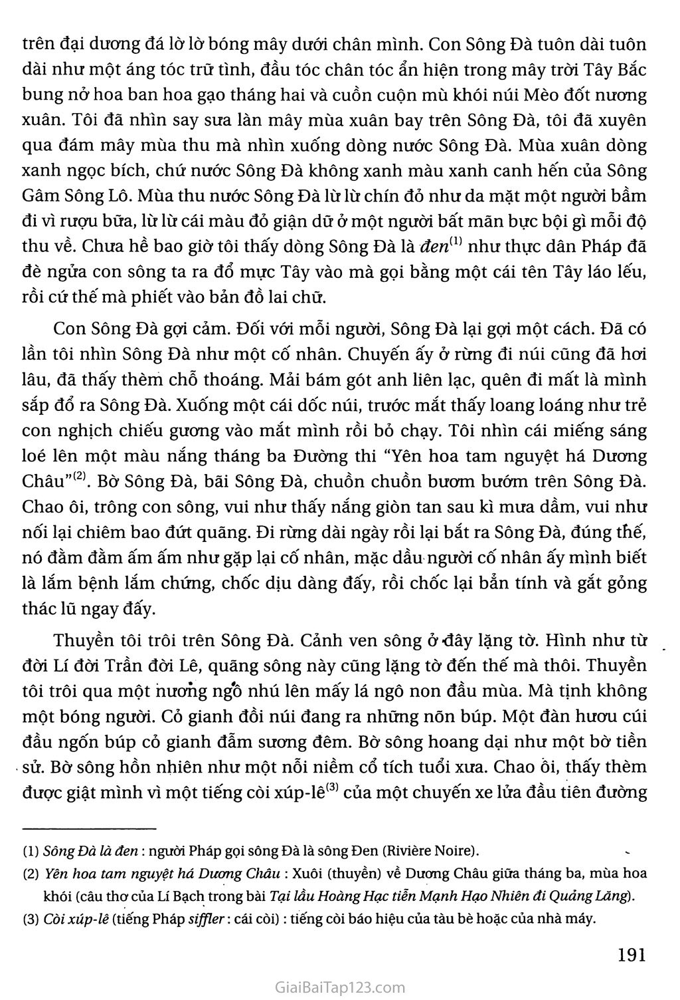 trên đại dương đá lờ lờ bóng mây dưới chân mình. Con Sông Đà tuôn dài tuôn
dài như một áng tóc trữ tình, đầu tóc chân tóc ẩn hiện trong mây trời Tây Bắc
bung nở hoa ban hoa gạo tháng hai và cuồn cuộn mù khói núi Mèo đốt nương
xuân. Tôi đã nhìn say sưa làn mây mùa xuân bay trên Sông Đà, tôi đã xuyên
qua đám mây mùa thu mà nhìn xuống dòng nước Sông Đà. Mùa xuân dòng
xanh ngọc bích, chứ nước Sông Đà không xanh màu xanh canh hến của Sông
Gâm Sông Lô. Mùa thu nước Sông Đà lừ lừ chín đỏ như da mặt một người bầm
đi vì rượu bữa, lừ lừ cái màu đỏ giận dữ ở một người bất mãn bực bội gì mỗi độ
thu về. Chưa hề bao giờ tôi thấy dòng Sông Đà là đen(1) như thực dân Pháp đã
đè ngửa con sông ta ra đổ mực Tây vào mà gọi bằng một cái tên Tây láo lếu,
rồi cứ thế mà phiết vào bản đồ lai chữ.
Con Sông Đà gợi cảm. Đối với mỗi người, Sông Đà lại gợi một cách. Đã có
lần tôi nhìn Sông Đà như một cố nhân. Chuyến ấy ở rừng đi núi cũng đã hơi
lâu, đã thấy thèm chỗ thoáng. Mải bám gót anh liên lạc, quên đi mất là mình
sắp đổ ra Sông Đà. Xuống một cái dốc núi, trước mắt thấy loang loáng như trẻ
con nghịch chiếu gương vào mắt mình rồi bỏ chạy. Tôi nhìn cái miếng sáng
loé lên một màu nắng tháng ba Đường thi “Yên hoa tam nguyệt há Dương
Châu”(2). Bờ Sông Đà, bãi Sông Đà, chuồn chuồn bươm bướm trên Sông Đà.
Chao ôi, trông con sông, vui như thấy nắng giòn tan sau kì mưa dầm, vui như
nối lại chiêm bao đứt quãng. Đi rừng dài ngày rồi lại bắt ra Sông Đà, đúng thế,
nó đằm đằm ấm ấm như gặp lại cố nhân, mặc dầu người cố nhân ấy mình biết
là lắm bệnh lắm chứng, chốc dịu dàng đấy, rồi chốc lại bẳn tính và gắt gỏng
thác lũ ngay đấy.
Thuyền tôi trôi trên Sông Đà. Cảnh ven sông ở đây lặng tờ. Hình như từ
đời Lí đời Trần đời Lê, quãng sông này cũng lặng tờ đến thế mà thôi. Thuyền
tôi trôi qua một nương ngô nhú lên mấy lá ngô non đầu mùa. Mà tịnh không
một bóng người. Cỏ gianh đồi núi đang ra những nõn búp. Một đàn hươu cúi
đầu ngốn búp cỏ gianh đẫm sương đêm. Bờ sông hoang dại như một bờ tiền
sử. Bờ sông hồn nhiên như một nỗi niềm cổ tích tuổi xưa. Chao ôi, thấy thèm
được giật mình vì một tiếng còi xúp-lê(3) của một chuyến xe lửa đầu tiên đường
(1) Sông Đà là đen : người Pháp gọi sông Đà là sông Đen (Rivière Noire).
(2) Yên hoa tam nguyệt há Dương Châu : Xuôi (thuyền) về Dương Châu giữa tháng ba, mùa hoa
khói (câu thơ của Lí Bạch trong bài Tại lầu Hoàng Hạc tiễn Mạnh Hạo Nhiên đi Quảng Lăng).
(3) Còi xúp-lê (tiếng Pháp siffler : cái còi) : tiếng còi báo hiệu của tàu bè hoặc của nhà máy.
191
GiaiBaiTap123.com